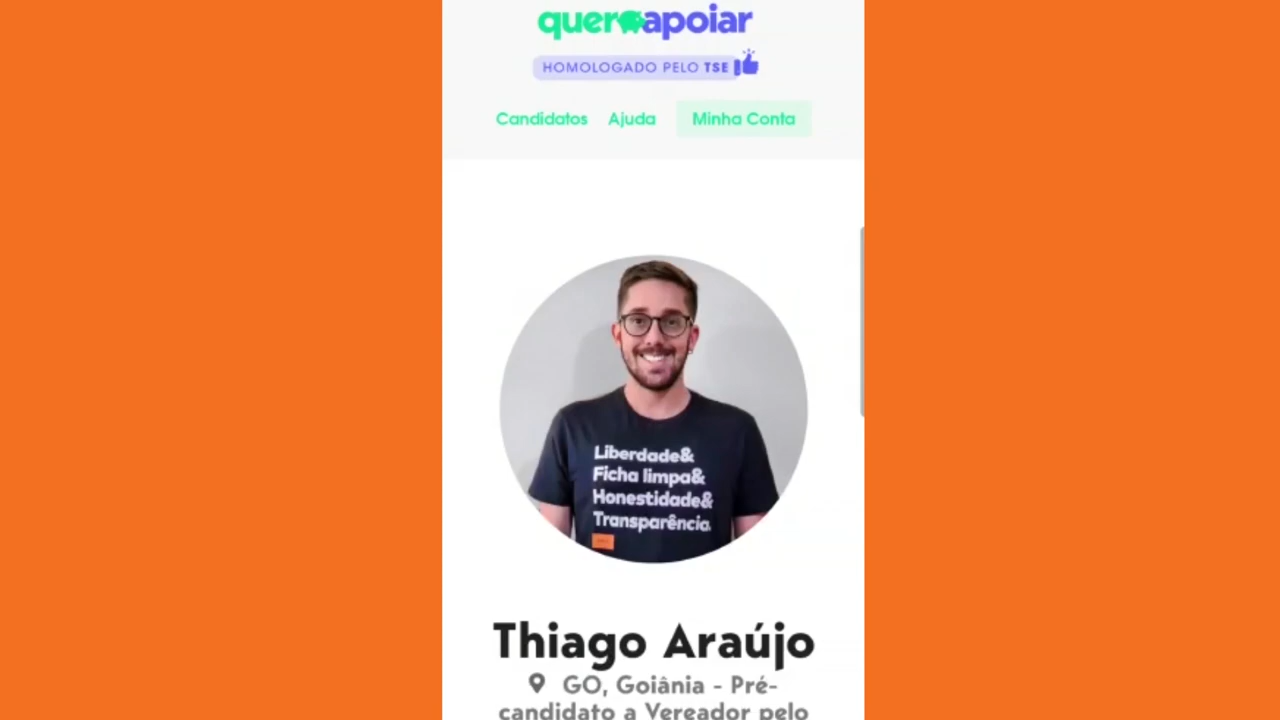 queroapoiar
HOMOLOGADO PELO TSE
Candidatos Ajuda Minha Conta
Liberdade&
Ficha limpa&
Honestidade&
Transparência.
Thiago Araújo
GO, Goiânia - Pré-
candidato a Vereador pelo